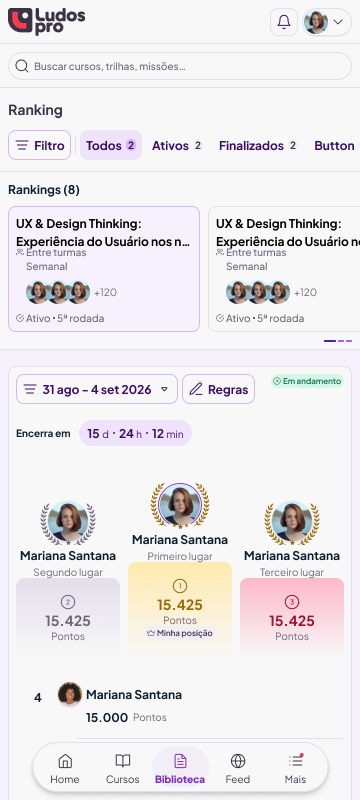 Ludos
pro
Buscar cursos, trilhas, missões...
Ranking
Filtro
Todos 2
Ativos 2
Finalizados 2
Button
Rankings (8)
UX & Design Thinking:
Experiência do Usuário nos n...
Entre turmas
Semanal
+120
Ativo • 5ª rodada
UX & Design Thinking:
Experiência do Usuário no
Entre turmas
Semanal
+120
Ativo • 5ª rodada
31 ago - 4 set 2026
Regras
Em andamento
Encerra em
15 d · 24 h · 12 min
Mariana Santana
Segundo lugar
2
15.425
Pontos
Mariana Santana
Primeiro lugar
1
15.425
Pontos
Minha posição
Mariana Santana
Terceiro lugar
3
15.425
Pontos
4
Mariana Santana
15.000 Pontos
Home
Cursos
Biblioteca
Feed
Mais